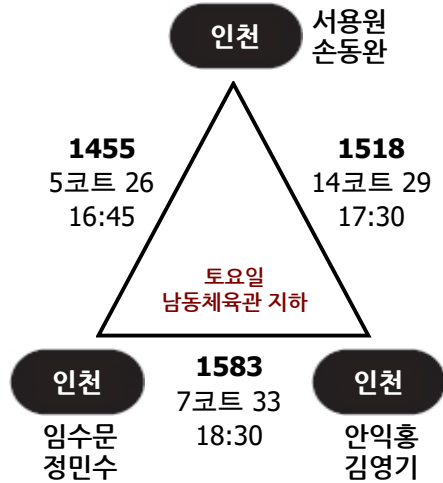 인천
서용원
손동완
1455
5코트 26
16:45
1518
14코트 29
17:30
토요일
남동체육관 지하
인천
임수문
정민수
1583
7코트 33
18:30
인천
안익홍
김영기